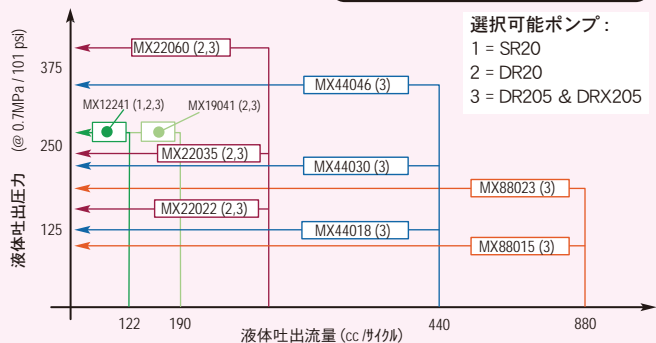 選択可能ポンプ：
1 = SR20
2 = DR20
3 = DR205 & DRX205
液体吐出圧力 (@ 0.7MPa / 101 psi)
375
250
125
MX22060 (2,3)
MX44046 (3)
MX12241 (1,2,3)
MX19041 (2,3)
MX22035 (2,3)
MX44030 (3)
MX88023 (3)
MX22022 (2,3)
MX44018 (3)
MX88015 (3)
122
190
440
880
液体吐出流量 (cc /ｻｲｸﾙ)